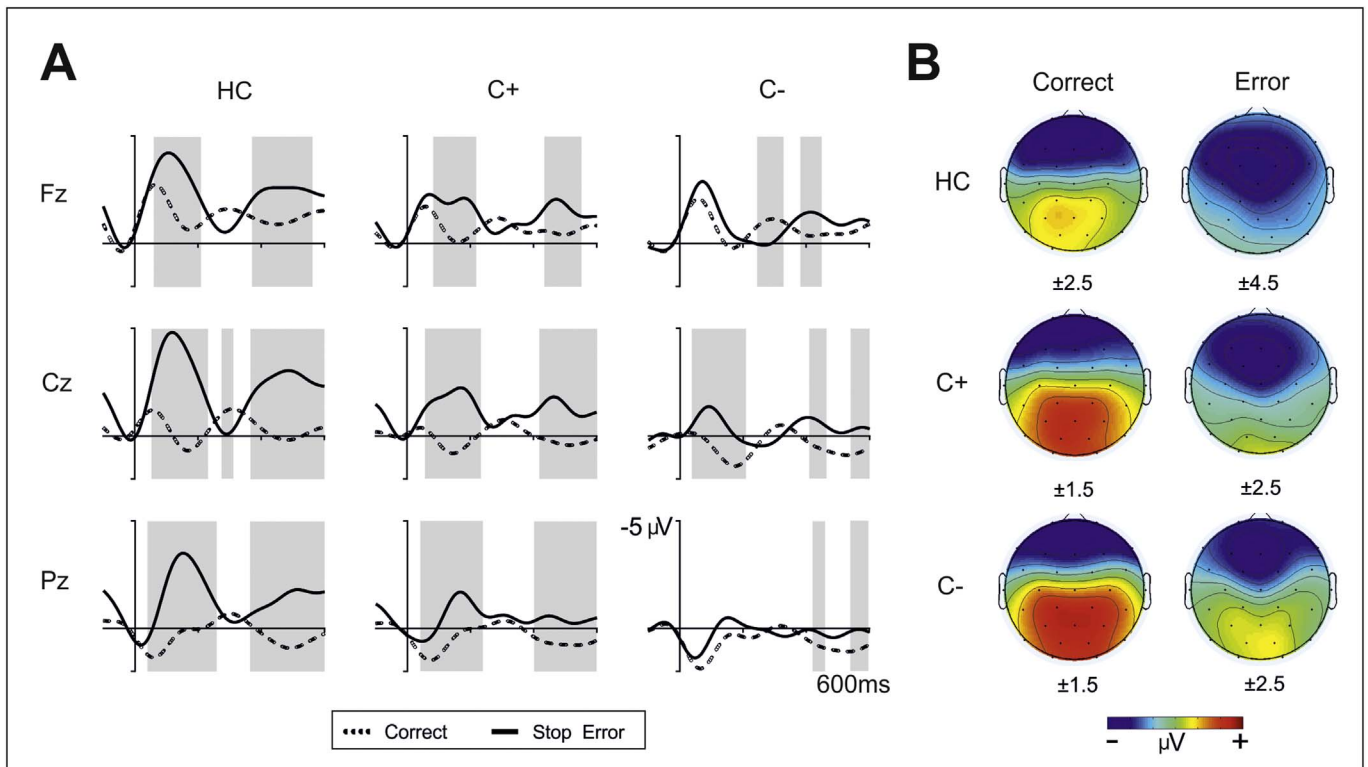 A
B
HC
C+
C-
Correct
Error
Fz
HC
±2.5
±4.5
Cz
C+
±1.5
±2.5
-5 µV
Pz
C-
600ms
±1.5
±2.5
Correct
Stop Error
- µV +